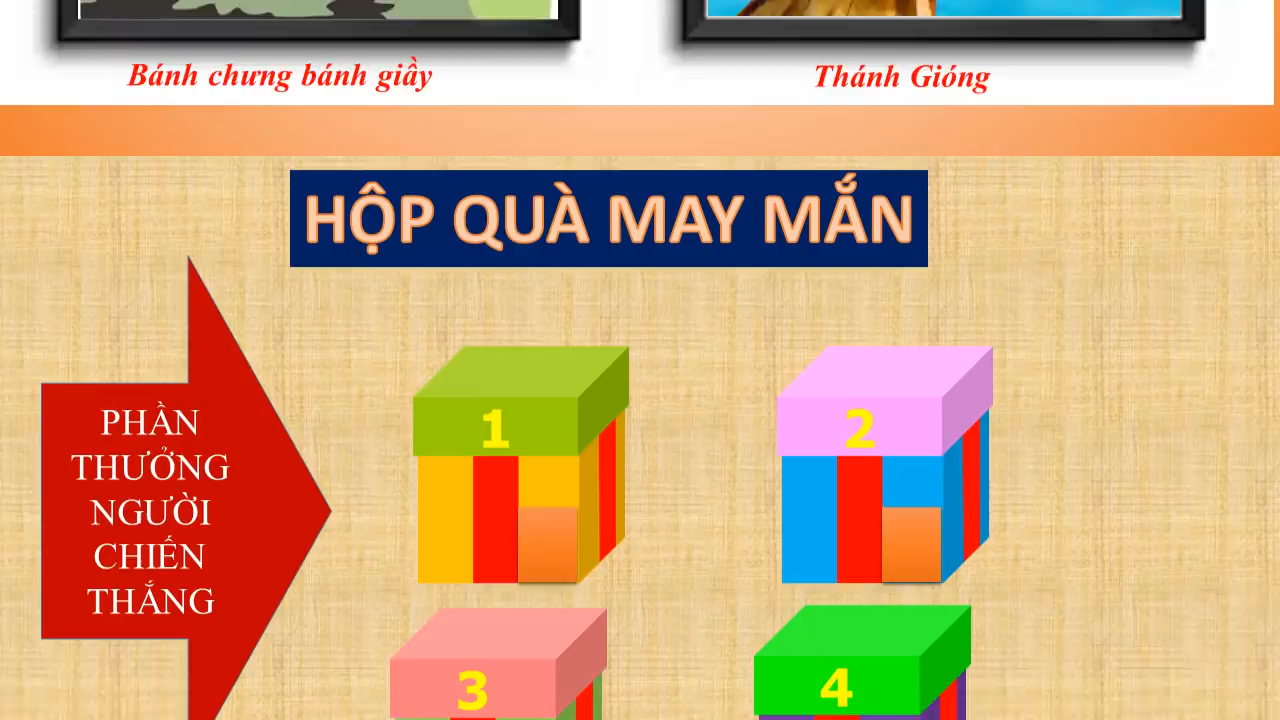 Bánh chưng bánh giầy
Thánh Gióng
HỘP QUÀ MAY MẮN
PHẦN
THƯỞNG
NGƯỜI
CHIẾN
THẮNG
1
2
3
4